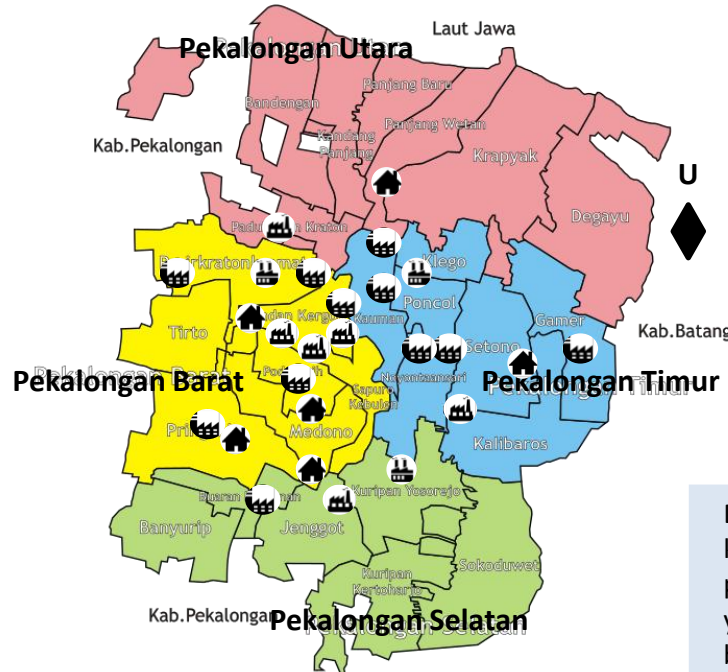 Laut Jawa
Pekalongan Utara
Panjang Baru
Bandengan
Panjang Wetan
Kandang
Panjang
Kab.Pekalongan
Krapyak
U
Degayu
Klego
Poncol
Kauman
Gamer
Kab.Batang
Tirto
Setono
Pekalongan Barat
Pekalongan Timur
Sapuro
Kebulen
Medono
Kalibaros
Kuripan Yosorejo
Banyurip
Jenggot
Sokoduwet
Kuripan
Kertoharjo
Kab.Pekalongan
Pekalongan Selatan